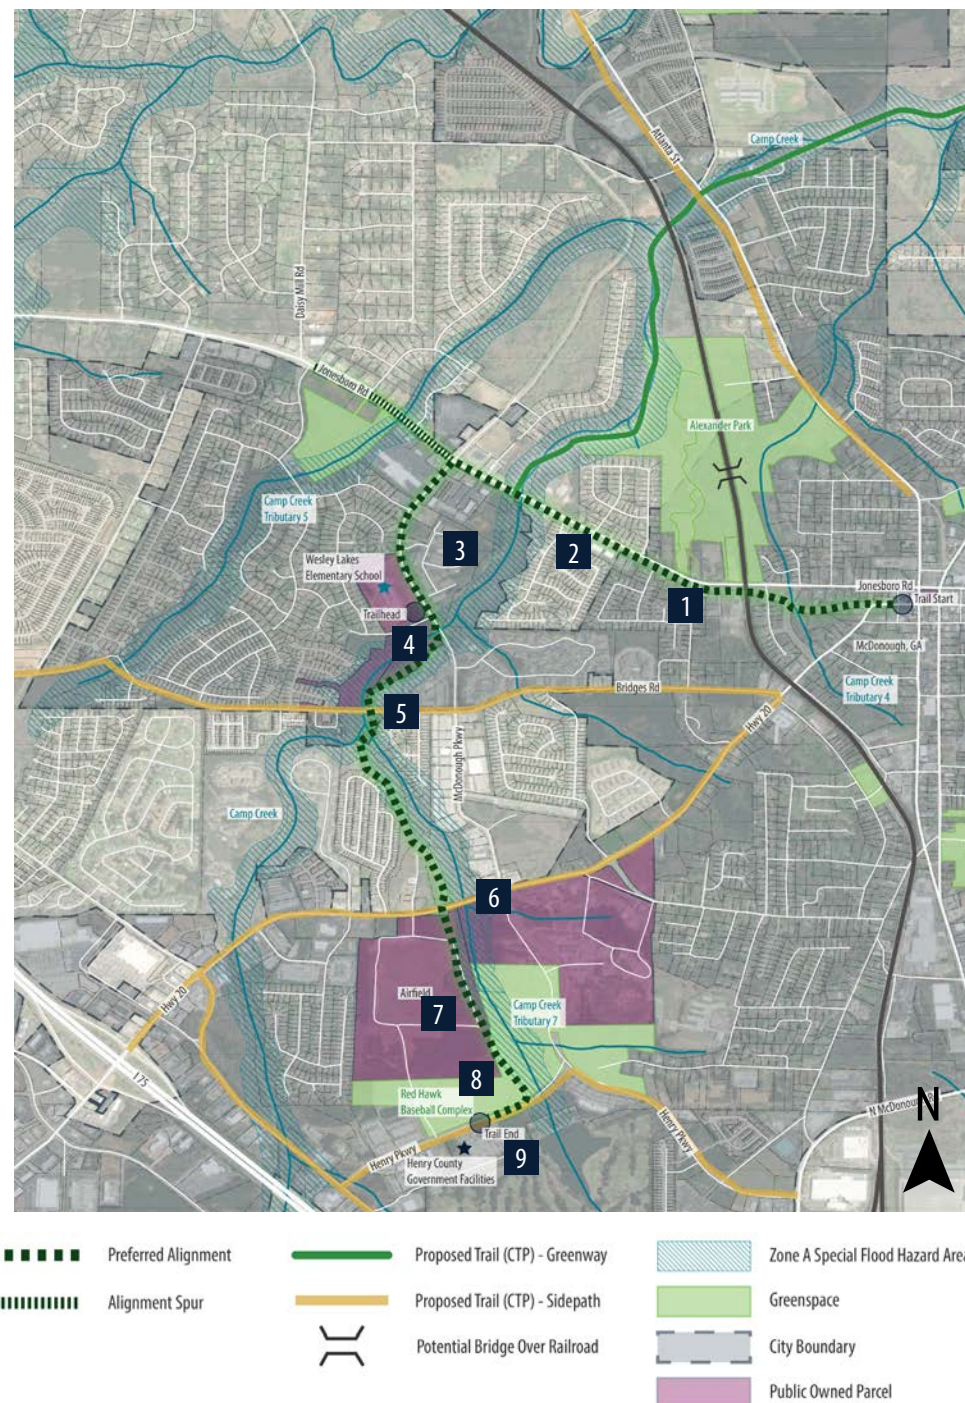 Camp Creek
Atlanta St
Daisy Mill Rd
Jonesboro Rd
Alexander Park
Camp Creek
Tributary 5
2
3
Wesley Lakes
Elementary School
Jonesboro Rd
Trail Start
1
Trailhead
4
McDonough, GA
Camp Creek
Tributary 4
Bridges Rd
5
Hwy 20
McDonough Pkwy
Camp Creek
6
Hwy 20
Airfield
7
Camp Creek
Tributary 7
I 75
8
Red Hawk
Baseball Complex
N McDonough Rd
N
Henry Pkwy
Trail End
9
Henry Pkwy
Henry County
Government Facilities
Preferred Alignment
Proposed Trail (CTP) - Greenway
Zone A Special Flood Hazard Area
Alignment Spur
Proposed Trail (CTP) - Sidepath
Greenspace
Potential Bridge Over Railroad
City Boundary
Public Owned Parcel